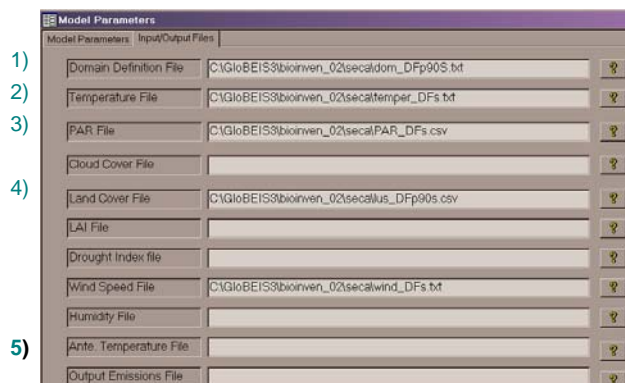 Model Parameters
Model Parameters Input/Output Files
1) Domain Definition File C:\GloBEIS3\bioinven_02\seca\dom_DFp90S.txt ?
2) Temperature File C:\GloBEIS3\bioinven_02\seca\temper_DFs.txt ?
3) PAR File C:\GloBEIS3\bioinven_02\seca\PAR_DFs.csv ?
Cloud Cover File ?
4) Land Cover File C:\GloBEIS3\bioinven_02\seca\lus_DFp90s.csv ?
LAI File ?
Drought Index file ?
Wind Speed File C:\GloBEIS3\bioinven_02\seca\wind_DFs.txt ?
Humidity File ?
5) Ante. Temperature File ?
Output Emissions File ?